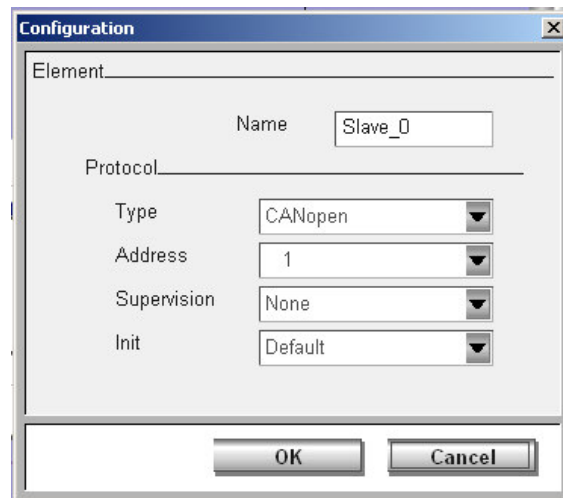 Configuration
Element
Name Slave_0
Protocol
Type CANopen
Address 1
Supervision None
Init Default
OK Cancel